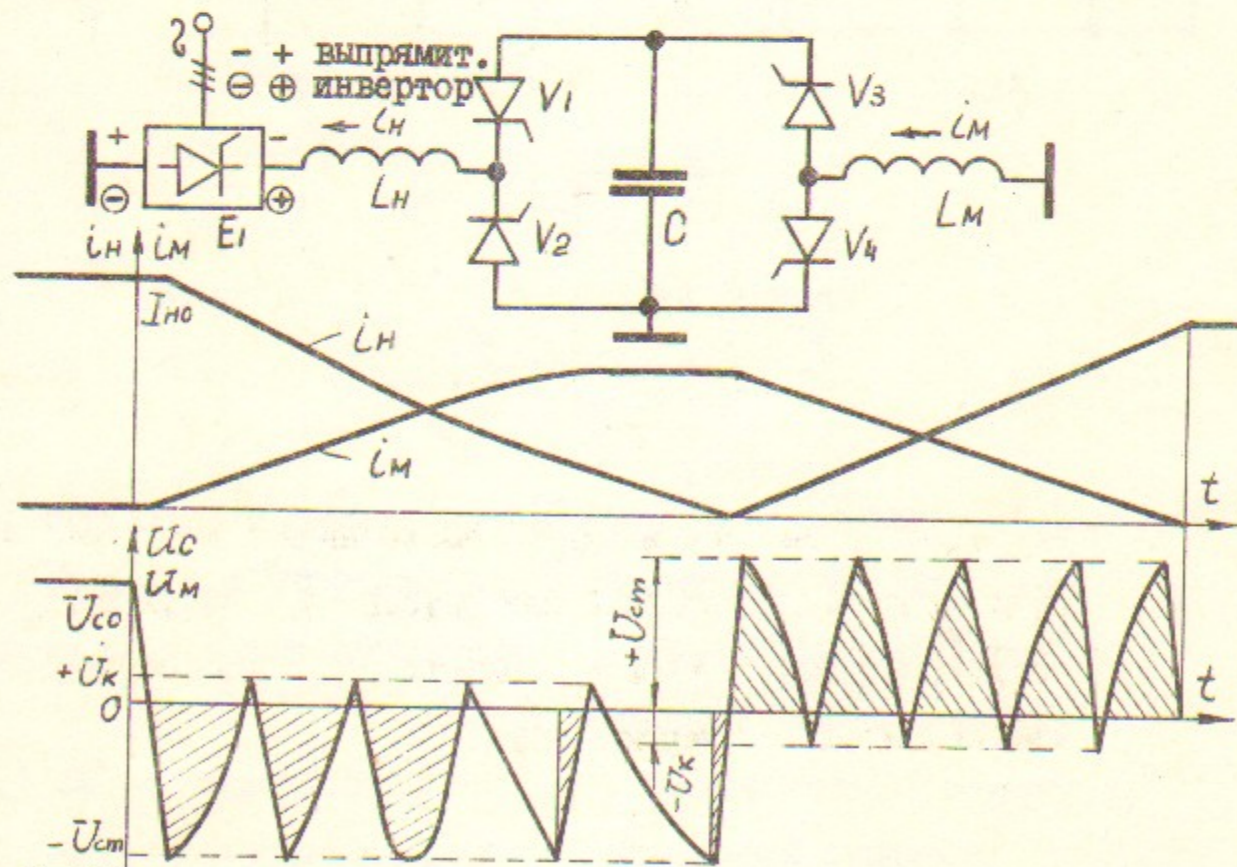 2
- + выпрямит.
⊖ ⊕ инвертор
V1
V3
iн
iм
+
-
⊖
⊕
E1
Lн
V2
C
V4
Lм
iн iм
Iно
iн
iм
t
Uc
Uм
Uco
+Uк
0
-Ucm
+Ucm
-Uк
t